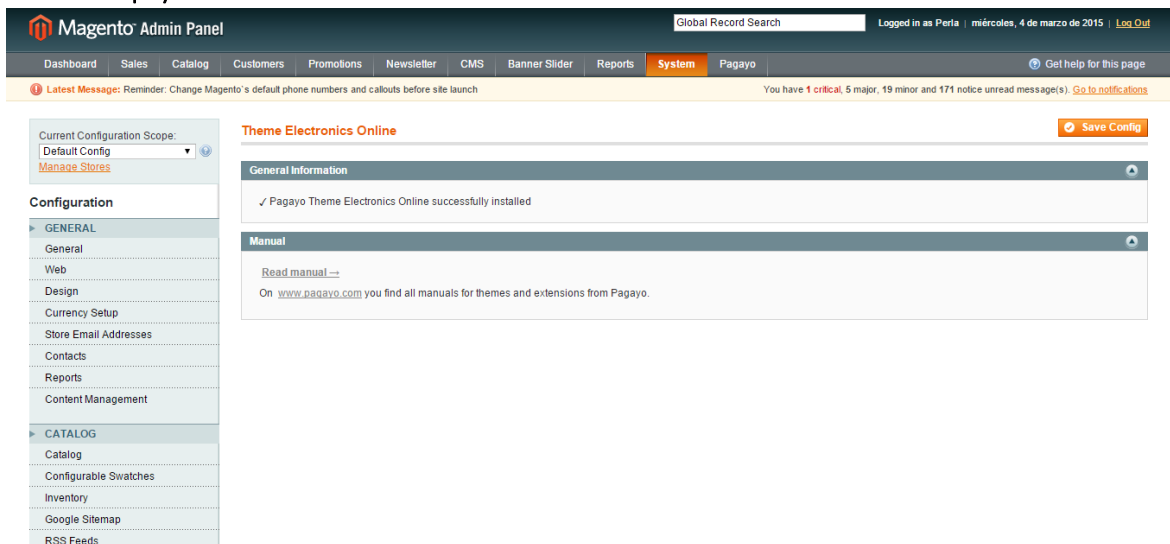 Magento Admin Panel
Global Record Search
Logged in as Perla | miércoles, 4 de marzo de 2015 | Log Out
Dashboard Sales Catalog Customers Promotions Newsletter CMS Banner Slider Reports System Pagayo Get help for this page
Latest Message: Reminder: Change Magento`s default phone numbers and callouts before site launch
You have 1 critical, 5 major, 19 minor and 171 notice unread message(s). Go to notifications
Current Configuration Scope:
Default Config
Manage Stores
Configuration
GENERAL
General
Web
Design
Currency Setup
Store Email Addresses
Contacts
Reports
Content Management
CATALOG
Catalog
Configurable Swatches
Inventory
Google Sitemap
RSS Feeds
Theme Electronics Online
Save Config
General Information
✓ Pagayo Theme Electronics Online successfully installed
Manual
Read manual →
On www.pagayo.com you find all manuals for themes and extensions from Pagayo.